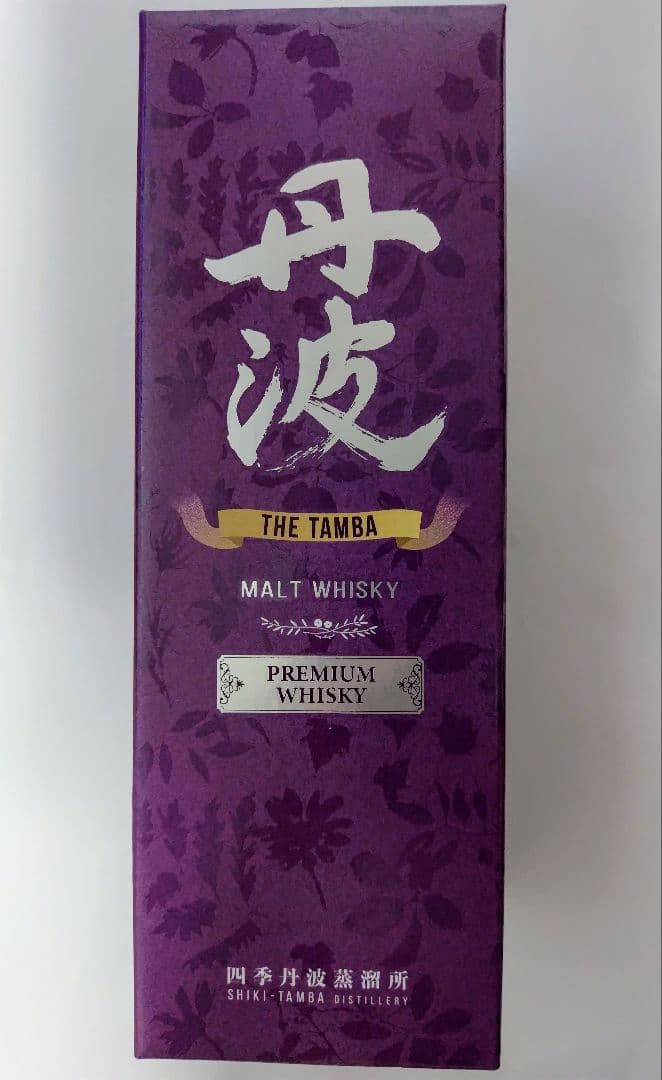 丹波
THE TAMBA
MALT WHISKY
PREMIUM
WHISKY
四季丹波蒸溜所
SHIKI-TAMBA DISTILLERY